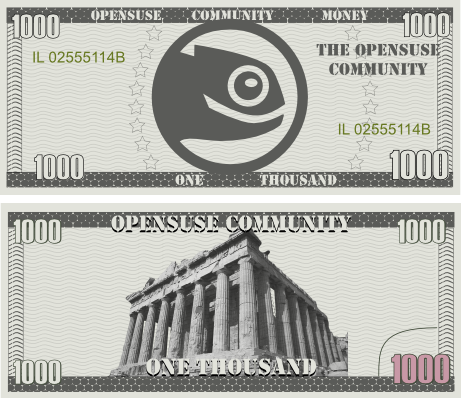 OPENSUSE COMMUNITY MONEY
1000 1000
IL 02555114B
THE OPENSUSE
COMMUNITY
IL 02555114B
1000 1000
ONE THOUSAND
OPENSUSE COMMUNITY
1000 1000
1000 1000
ONE THOUSAND